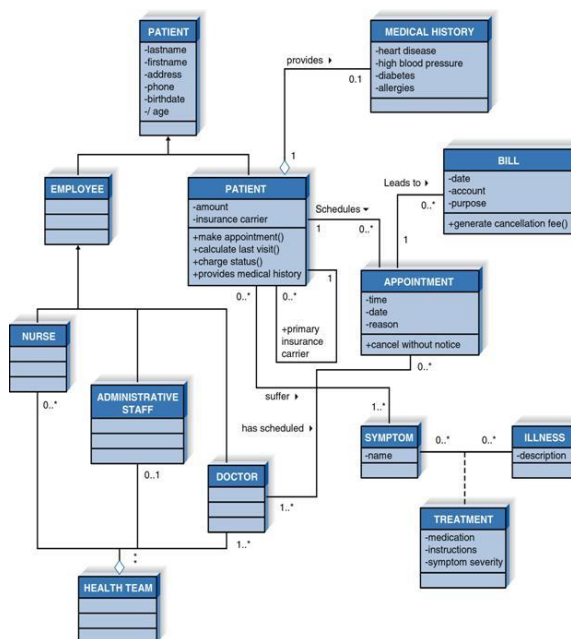 PATIENT
-lastname
-firstname
-address
-phone
-birthdate
-/ age
MEDICAL HISTORY
-heart disease
-high blood pressure
-diabetes
-allergies
provides
0.1
1
BILL
-date
-account
-purpose
+generate cancellation fee()
Leads to
0..*
1
EMPLOYEE
PATIENT
-amount
-insurance carrier
+make appointment()
+calculate last visit()
+charge status()
+provides medical history
Schedules
1
0..*
APPOINTMENT
-time
-date
-reason
+cancel without notice
0..*
0..*
1
+primary
insurance
carrier
0..*
NURSE
0..*
ADMINISTRATIVE
STAFF
0..1
suffer
1..*
has scheduled
SYMPTOM
-name
0..*
0..*
ILLNESS
-description
DOCTOR
1..*
1..*
TREATMENT
-medication
-instructions
-symptom severity
HEALTH TEAM